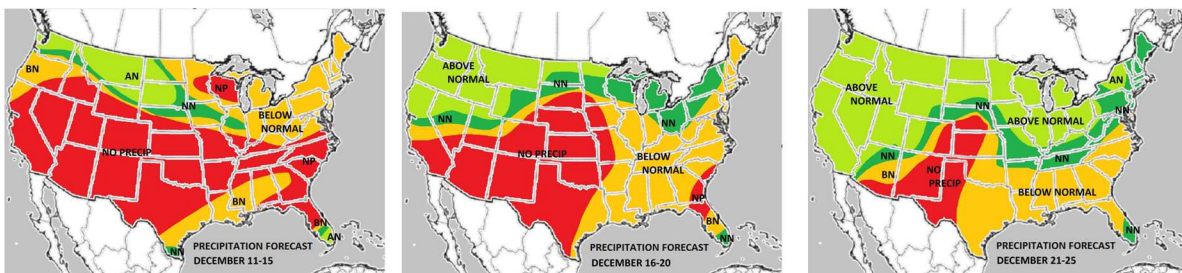 BN
AN
NP
NN
BELOW
NORMAL
NO PRECIP
NP
BN
BN
AN
NN
PRECIPITATION FORECAST
DECEMBER 11-15
ABOVE
NORMAL
NN
NN
NN
NO PRECIP
BELOW
NORMAL
NP
BN
NN
PRECIPITATION FORECAST
DECEMBER 16-20
ABOVE
NORMAL
AN
NN
NN
ABOVE NORMAL
NN
NN
BN
NO
PRECIP
BELOW NORMAL
NN
PRECIPITATION FORECAST
DECEMBER 21-25